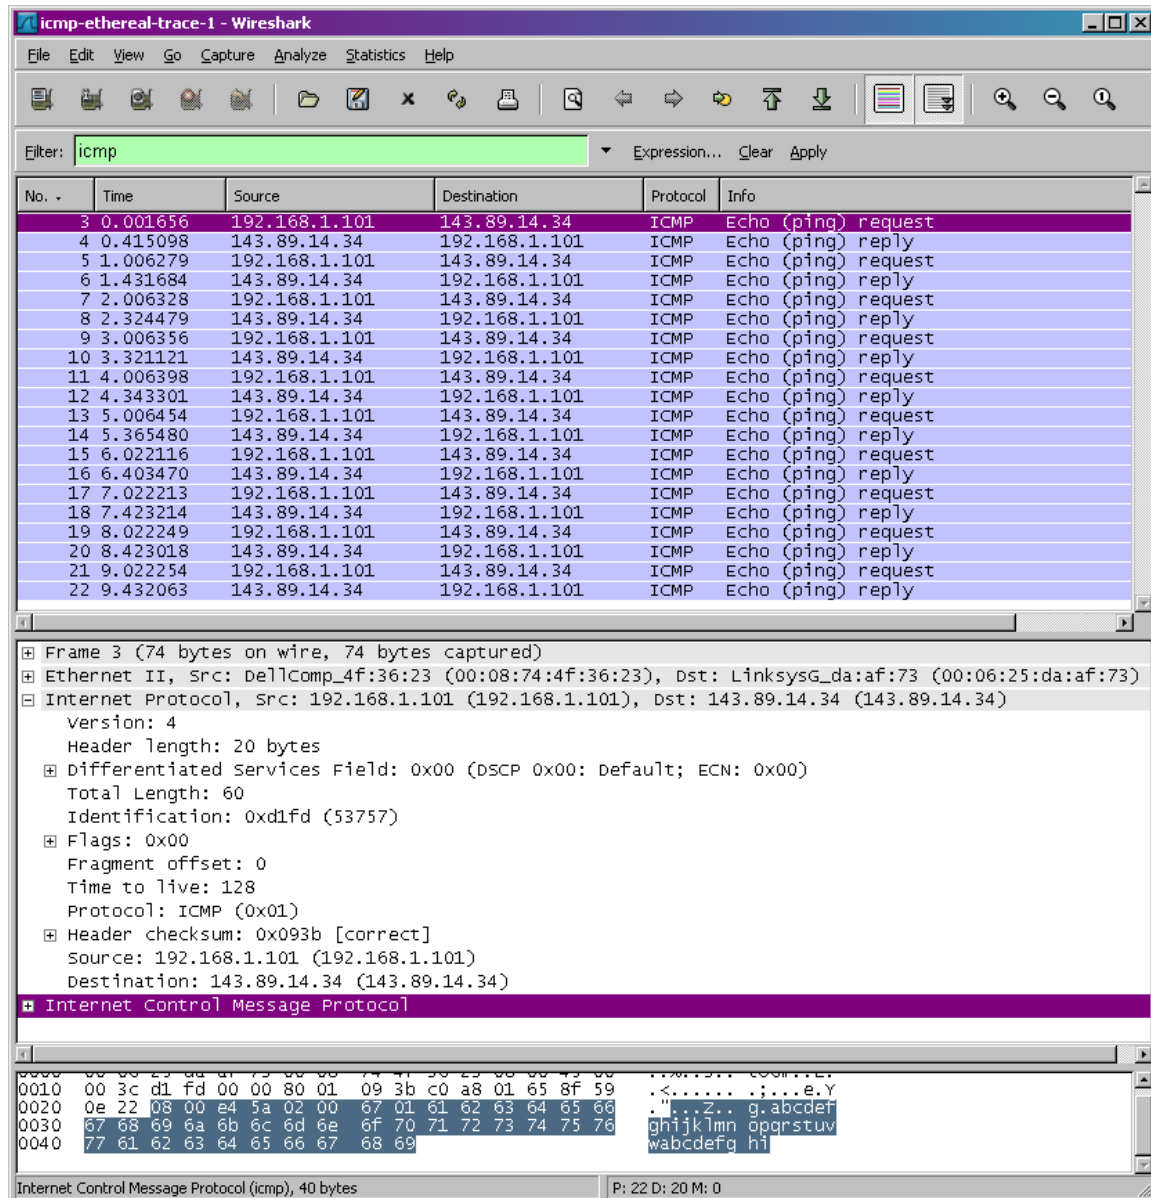 icmp-ethereal-trace-1 - Wireshark
File Edit View Go Capture Analyze Statistics Help
Filter: icmp Expression... Clear Apply
No. Time Source Destination Protocol Info
3 0.001656 192.168.1.101 143.89.14.34 ICMP Echo (ping) request
4 0.415098 143.89.14.34 192.168.1.101 ICMP Echo (ping) reply
5 1.006279 192.168.1.101 143.89.14.34 ICMP Echo (ping) request
6 1.431684 143.89.14.34 192.168.1.101 ICMP Echo (ping) reply
7 2.006328 192.168.1.101 143.89.14.34 ICMP Echo (ping) request
8 2.324479 143.89.14.34 192.168.1.101 ICMP Echo (ping) reply
9 3.006356 192.168.1.101 143.89.14.34 ICMP Echo (ping) request
10 3.321121 143.89.14.34 192.168.1.101 ICMP Echo (ping) reply
11 4.006398 192.168.1.101 143.89.14.34 ICMP Echo (ping) request
12 4.343301 143.89.14.34 192.168.1.101 ICMP Echo (ping) reply
13 5.006454 192.168.1.101 143.89.14.34 ICMP Echo (ping) request
14 5.365480 143.89.14.34 192.168.1.101 ICMP Echo (ping) reply
15 6.022116 192.168.1.101 143.89.14.34 ICMP Echo (ping) request
16 6.403470 143.89.14.34 192.168.1.101 ICMP Echo (ping) reply
17 7.022213 192.168.1.101 143.89.14.34 ICMP Echo (ping) request
18 7.423214 143.89.14.34 192.168.1.101 ICMP Echo (ping) reply
19 8.022249 192.168.1.101 143.89.14.34 ICMP Echo (ping) request
20 8.423018 143.89.14.34 192.168.1.101 ICMP Echo (ping) reply
21 9.022254 192.168.1.101 143.89.14.34 ICMP Echo (ping) request
22 9.432063 143.89.14.34 192.168.1.101 ICMP Echo (ping) reply
Frame 3 (74 bytes on wire, 74 bytes captured)
Ethernet II, Src: DellComp_4f:36:23 (00:08:74:4f:36:23), Dst: LinksysG_da:af:73 (00:06:25:da:af:73)
Internet Protocol, Src: 192.168.1.101 (192.168.1.101), Dst: 143.89.14.34 (143.89.14.34)
Version: 4
Header length: 20 bytes
Differentiated Services Field: 0x00 (DSCP 0x00: Default; ECN: 0x00)
Total Length: 60
Identification: 0xd1fd (53757)
Flags: 0x00
Fragment offset: 0
Time to live: 128
Protocol: ICMP (0x01)
Header checksum: 0x093b [correct]
Source: 192.168.1.101 (192.168.1.101)
Destination: 143.89.14.34 (143.89.14.34)
Internet Control Message Protocol
0010 00 3c d1 fd 00 00 80 01 09 3b c0 a8 01 65 8f 59 .<...... .;...e.Y
0020 0e 22 08 00 e4 5a 02 00 67 01 61 62 63 64 65 66 ."...Z.. g.abcdef
0030 67 68 69 6a 6b 6c 6d 6e 6f 70 71 72 73 74 75 76 ghijklmn opqrstuv
0040 77 61 62 63 64 65 66 67 68 69 wabcdefg hi
Internet Control Message Protocol (icmp), 40 bytes P: 22 D: 20 M: 0